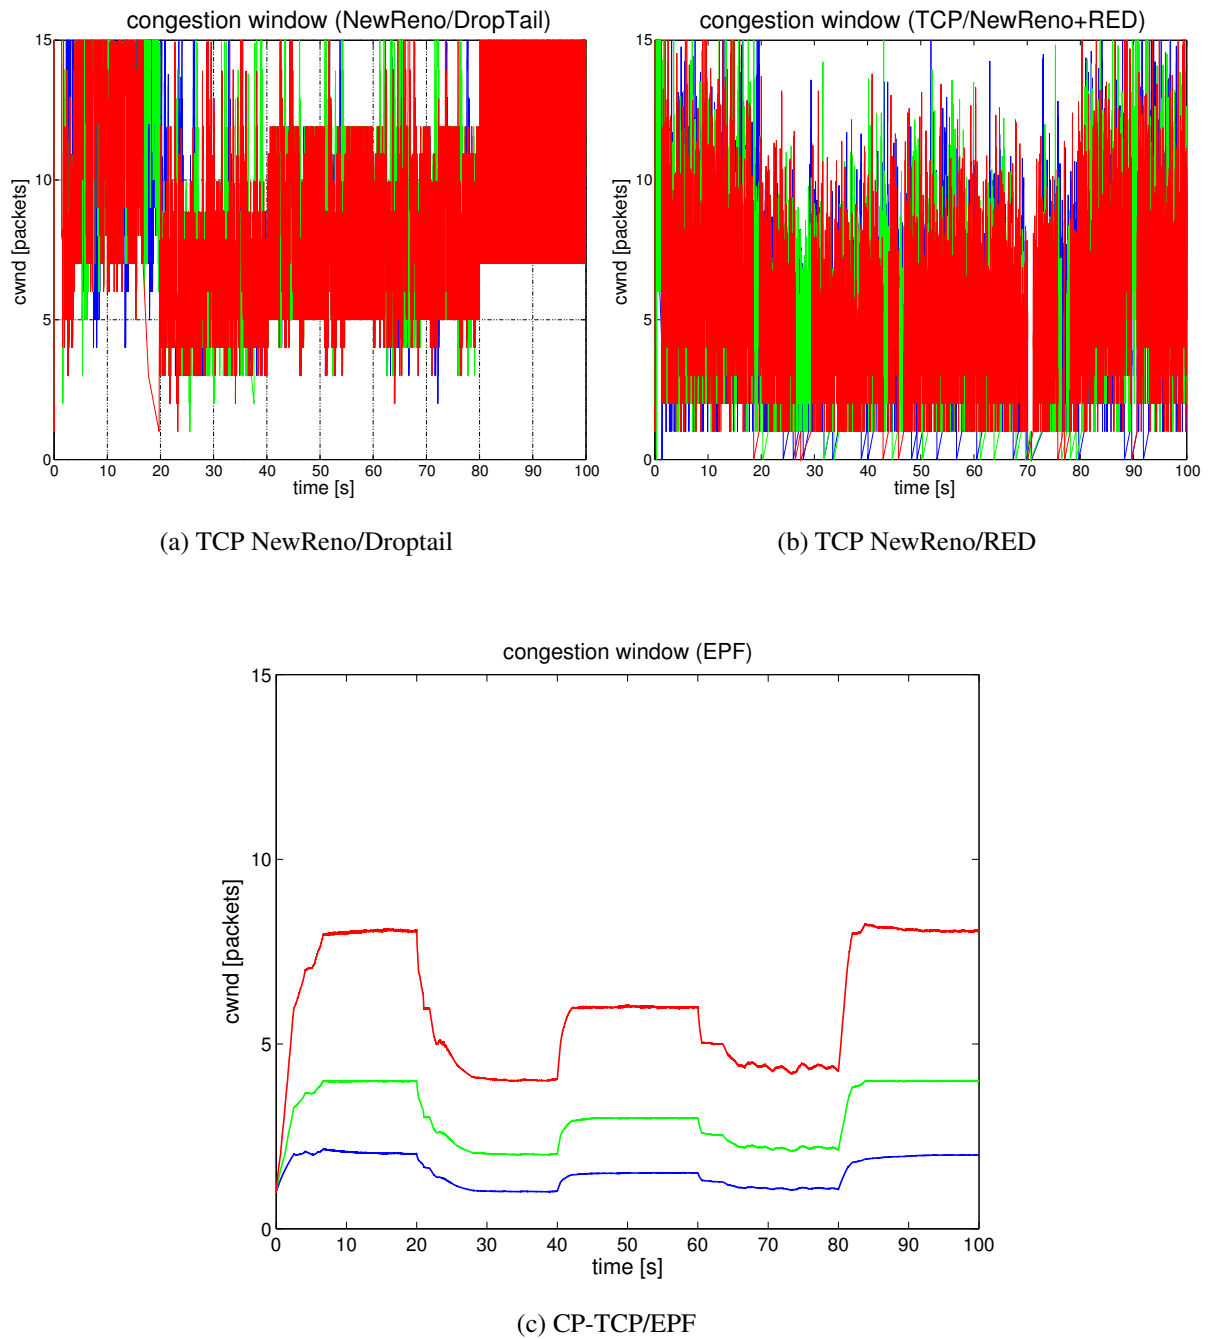 congestion window (NewReno/DropTail)
15
10
5
0
cwnd [packets]
0 10 20 30 40 50 60 70 80 90 100
time [s]
(a) TCP NewReno/Droptail
congestion window (TCP/NewReno+RED)
15
10
5
0
cwnd [packets]
0 10 20 30 40 50 60 70 80 90 100
time [s]
(b) TCP NewReno/RED
congestion window (EPF)
15
10
5
0
cwnd [packets]
0 10 20 30 40 50 60 70 80 90 100
time [s]
(c) CP-TCP/EPF